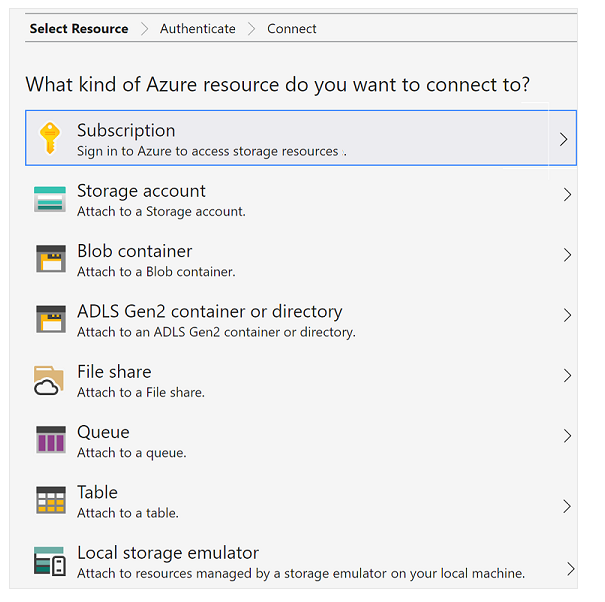 Select Resource > Authenticate > Connect
What kind of Azure resource do you want to connect to?
Subscription
Sign in to Azure to access storage resources .
Storage account
Attach to a Storage account.
Blob container
Attach to a Blob container.
ADLS Gen2 container or directory
Attach to an ADLS Gen2 container or directory.
File share
Attach to a File share.
Queue
Attach to a queue.
Table
Attach to a table.
Local storage emulator
Attach to resources managed by a storage emulator on your local machine.